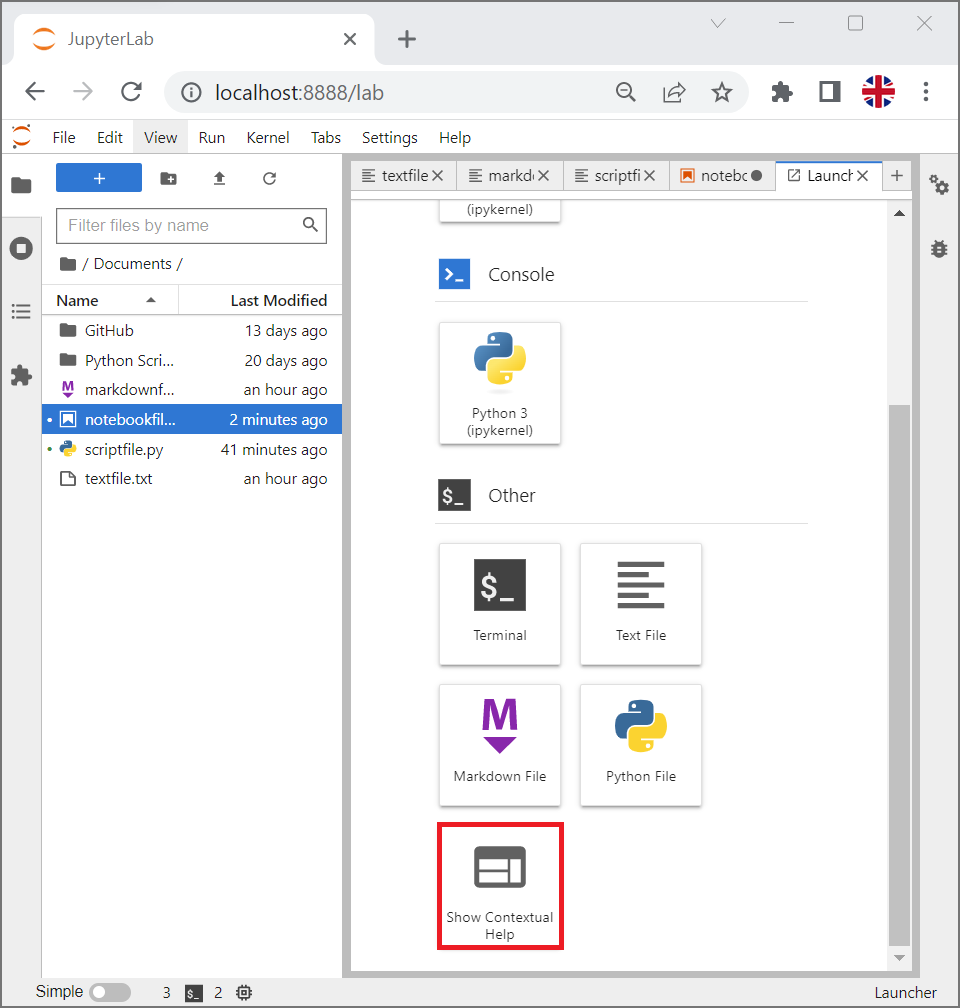 JupyterLab
localhost:8888/lab
File Edit View Run Kernel Tabs Settings Help
textfile markdo scriptfi notebo Launch
Filter files by name
/ Documents /
Name Last Modified
GitHub 13 days ago
Python Scri... 20 days ago
markdownf... an hour ago
notebookfil... 2 minutes ago
scriptfile.py 41 minutes ago
textfile.txt an hour ago
(ipykernel)
Console
Python 3
(ipykernel)
Other
$_
Terminal
Text File
Markdown File
Python File
Show Contextual
Help
Simple 3 $_ 2 Launcher